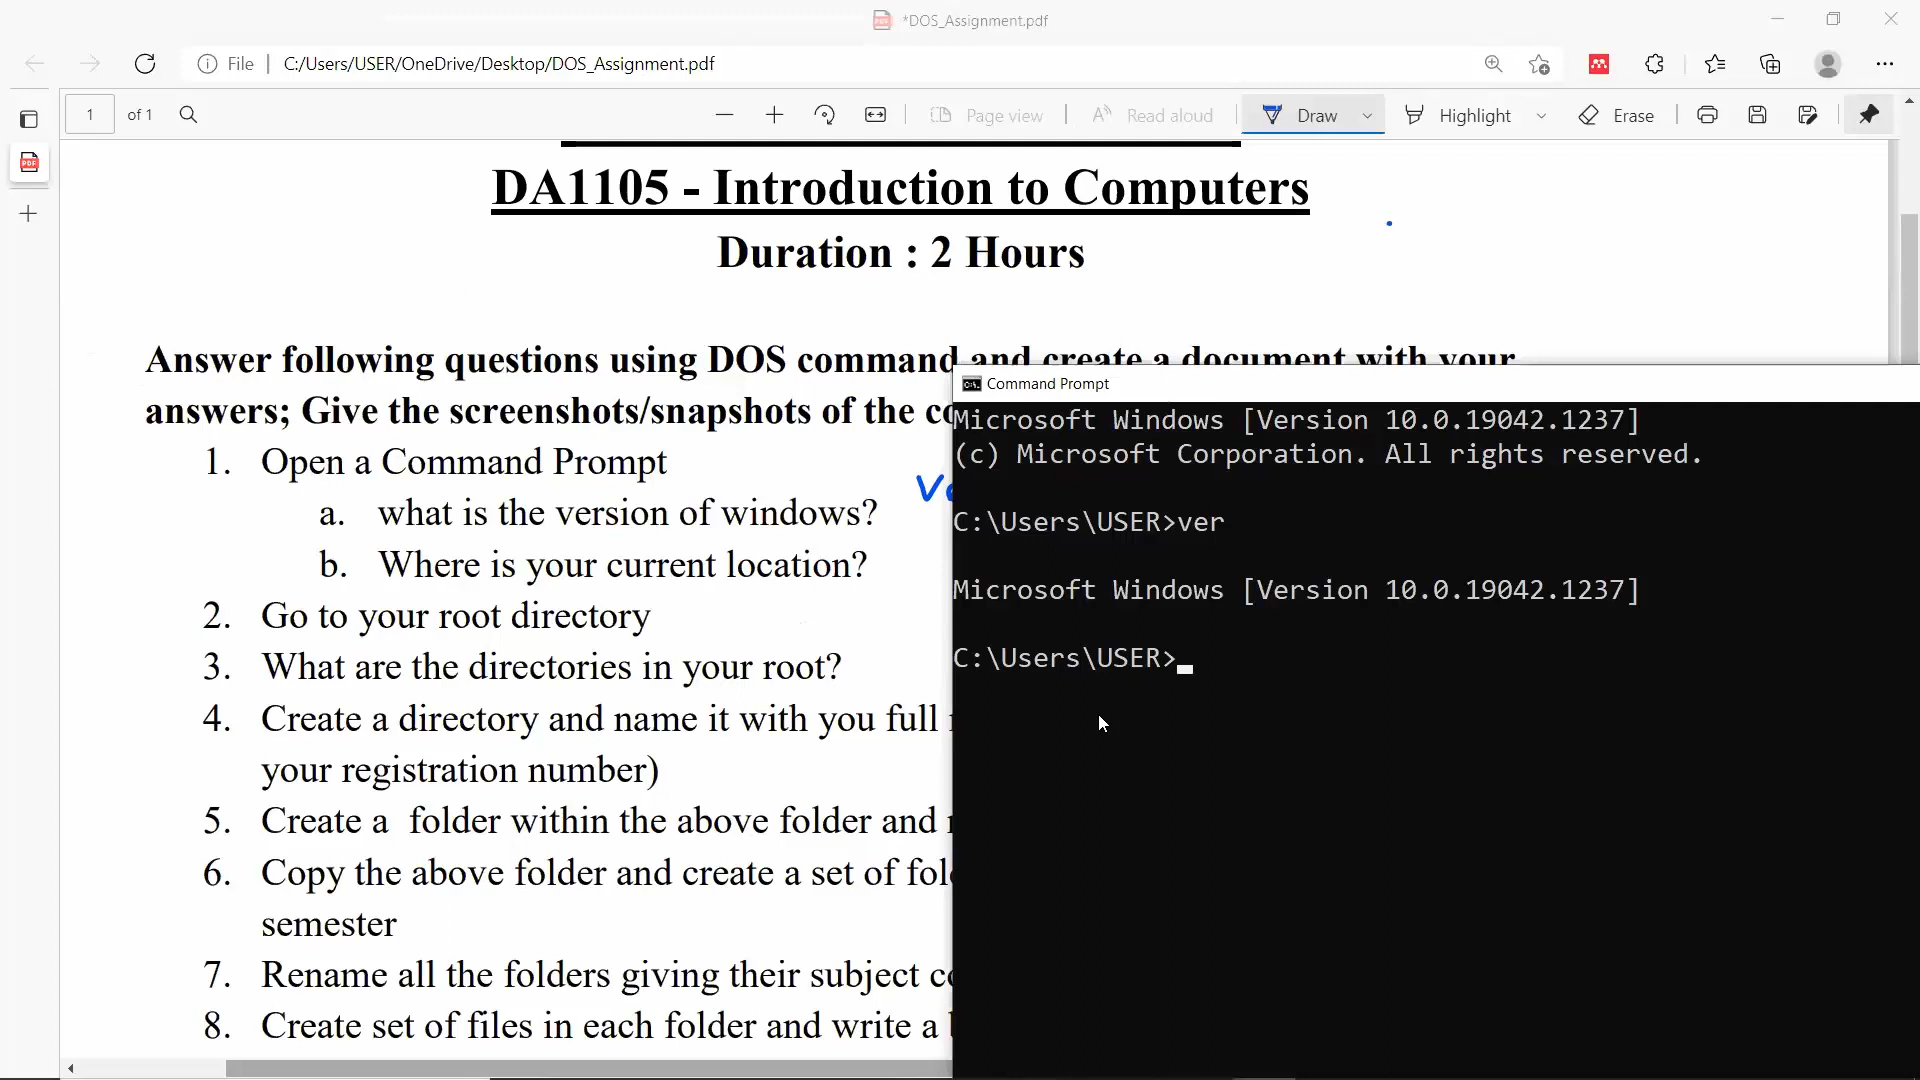 *DOS_Assignment.pdf
File
C:/Users/USER/OneDrive/Desktop/DOS_Assignment.pdf
1 of 1
Page view
Read aloud
Draw
Highlight
Erase
DA1105 - Introduction to Computers
Duration : 2 Hours
Answer following questions using DOS command and create a document with your
answers; Give the screenshots/snapshots of the
1. Open a Command Prompt
a. what is the version of windows?
b. Where is your current location?
2. Go to your root directory
3. What are the directories in your root?
4. Create a directory and name it with you full
your registration number)
5. Create a folder within the above folder and
6. Copy the above folder and create a set of
semester
7. Rename all the folders giving their subject
8. Create set of files in each folder and write a
Command Prompt
Microsoft Windows [Version 10.0.19042.1237]
(c) Microsoft Corporation. All rights reserved.
C:\Users\USER>ver
Microsoft Windows [Version 10.0.19042.1237]
C:\Users\USER>